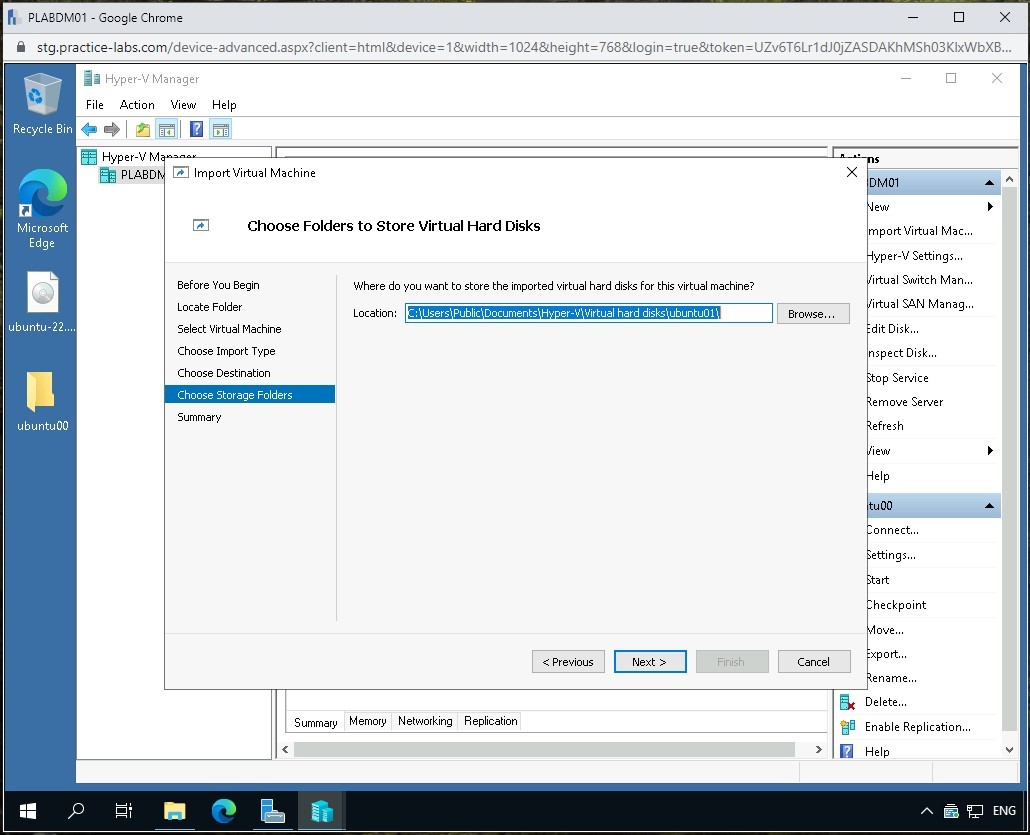 PLABDM01 - Google Chrome
stg.practice-labs.com/device-advanced.aspx?client=html&device=1&width=1024&height=768&login=true&token=UZv6T6Lr1dJ0jZASDAKhMSh03KlxWbXB...
Recycle Bin
Microsoft
Edge
ubuntu-22....
ubuntu00
Hyper-V Manager
File Action View Help
Hyper-V Manager
PLABDM
Import Virtual Machine
Choose Folders to Store Virtual Hard Disks
Before You Begin
Locate Folder
Select Virtual Machine
Choose Import Type
Choose Destination
Choose Storage Folders
Summary
Where do you want to store the imported virtual hard disks for this virtual machine?
Location: C:\Users\Public\Documents\Hyper-V\Virtual hard disks\ubuntu01\ Browse...
< Previous Next > Finish Cancel
Summary Memory Networking Replication
Actions
DM01
New
mport Virtual Mac...
Hyper-V Settings...
Virtual Switch Man...
Virtual SAN Manag...
Edit Disk...
nspect Disk...
Stop Service
Remove Server
Refresh
View
Help
tu00
Connect...
Settings...
Start
Checkpoint
Move...
Export...
Rename...
Delete...
Enable Replication...
Help
ENG